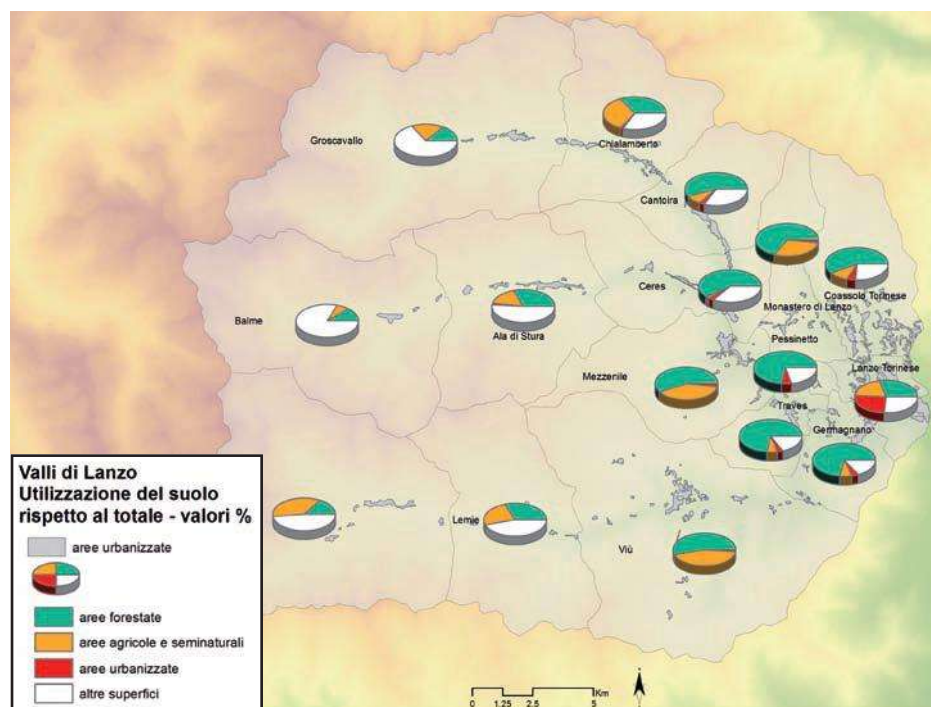 Groscavallo
Chialamberto
Cantoira
Ceres
Coassolo Torinese
Monastero di Lanzo
Balme
Ala di Stura
Pessinetto
Mezzenile
Lanzo Torinese
Traves
Germagnano
Lemie
Viù
Valli di Lanzo
Utilizzazione del suolo
rispetto al totale - valori %
aree urbanizzate
aree forestate
aree agricole e seminaturali
aree urbanizzate
altre superfici
Km
0 1.25 2.5 5